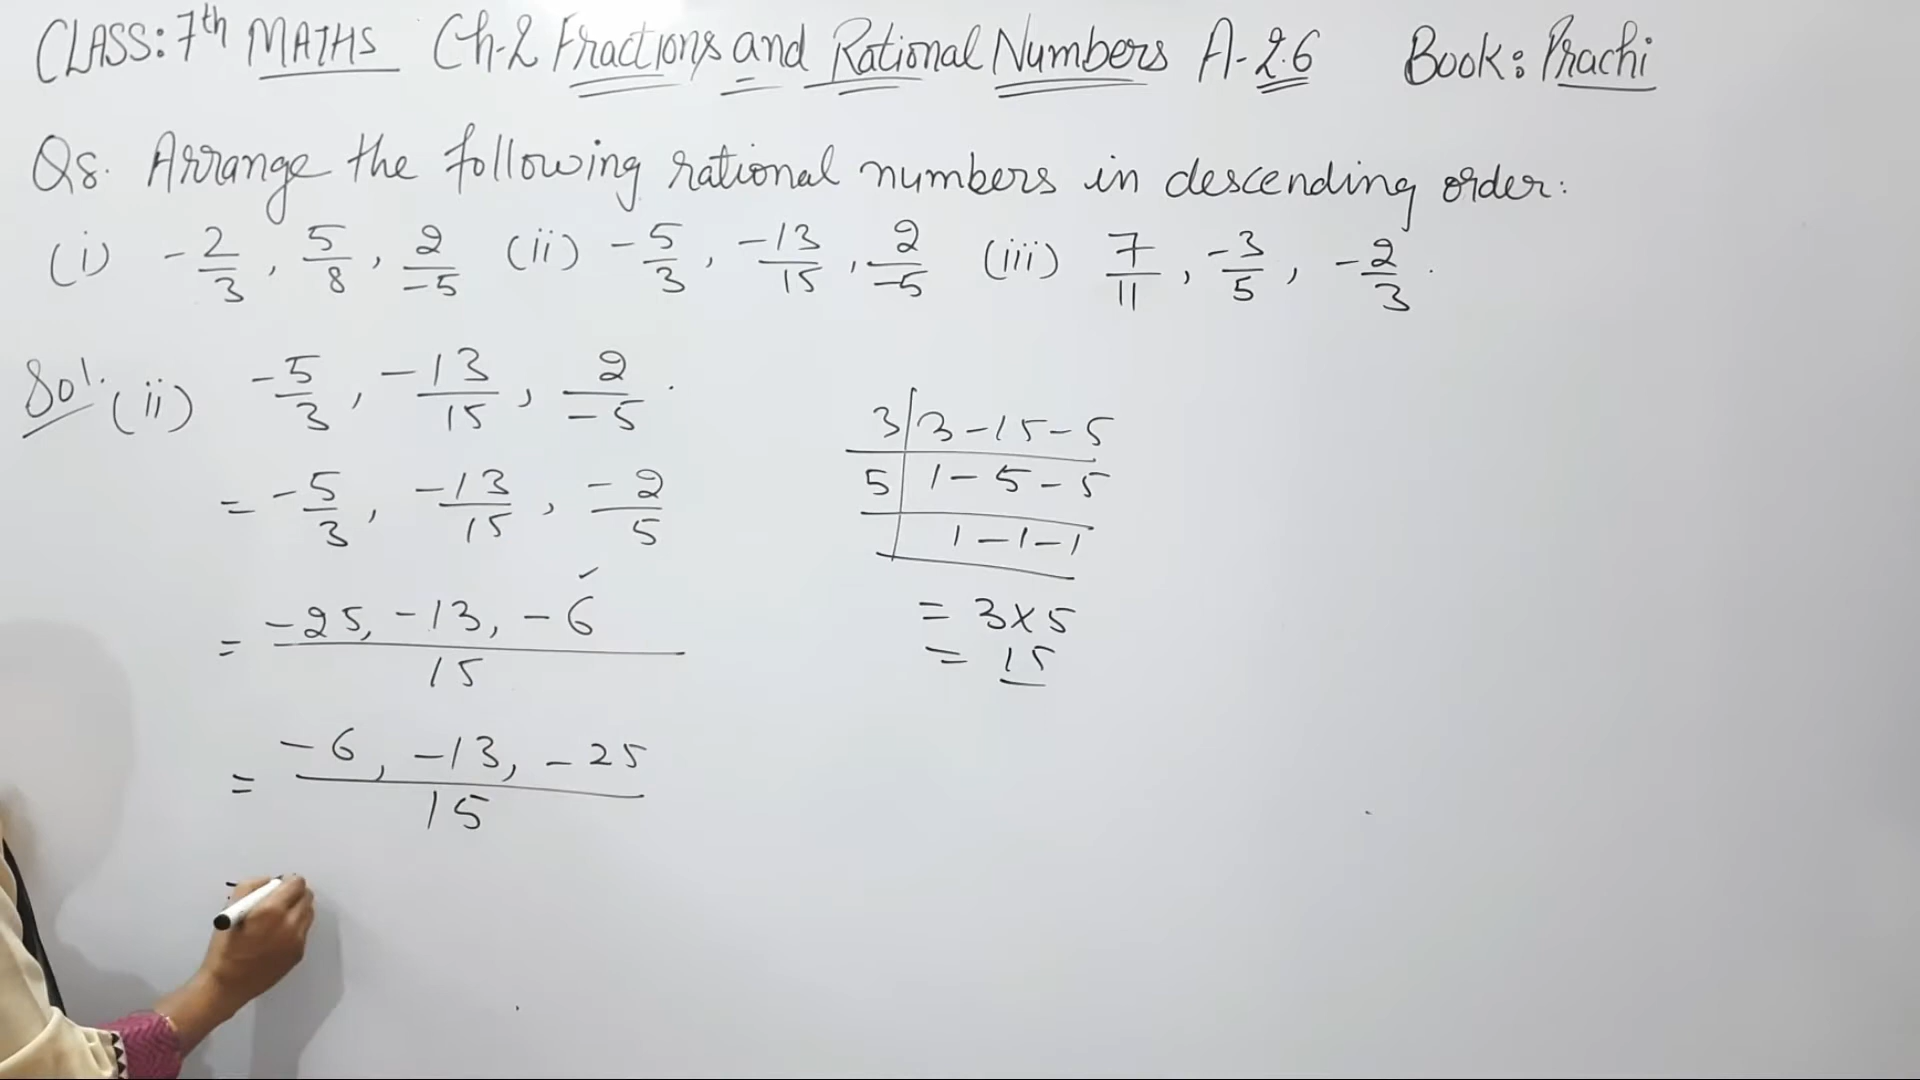 CLASS: 7th MATHS Ch-2 Fractions and Rational Numbers A-2.6 Book: Prachi
Q8. Arrange the following rational numbers in descending order:
(i) -2/3, 5/8, 2/-5 (ii) -5/3, -13/15, 2/-5 (iii) 7/11, -3/5, -2/3.
Sol. (ii) -5/3, -13/15, 2/-5.
= -5/3, -13/15, -2/5
= -25, -13, -6 / 15
= -6, -13, -25 / 15
3 | 3 - 15 - 5
5 | 1 - 5 - 5
| 1 - 1 - 1
= 3 × 5
= 15